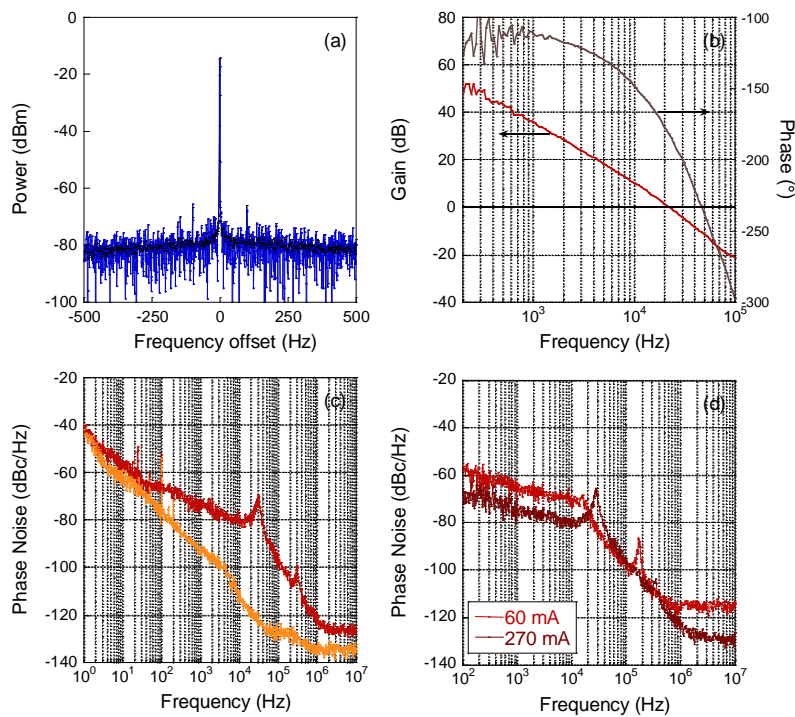 (a)
Power (dBm)
0
-20
-40
-60
-80
-100
-500 -250 0 250 500
Frequency offset (Hz)
(b)
Gain (dB)
80
60
40
20
0
-20
40
-100
-150
-200
-250
-300
Phase (°)
10³ 10⁴ 10⁵
Frequency (Hz)
(c)
Phase Noise (dBc/Hz)
-20
-40
-60
-80
-100
-120
-140
10⁰ 10¹ 10² 10³ 10⁴ 10⁵ 10⁶ 10⁷
Frequency (Hz)
(d)
Phase Noise (dBc/Hz)
-20
-40
-60
-80
-100
-120
-140
60 mA
270 mA
10² 10³ 10⁴ 10⁵ 10⁶ 10⁷
Frequency (Hz)